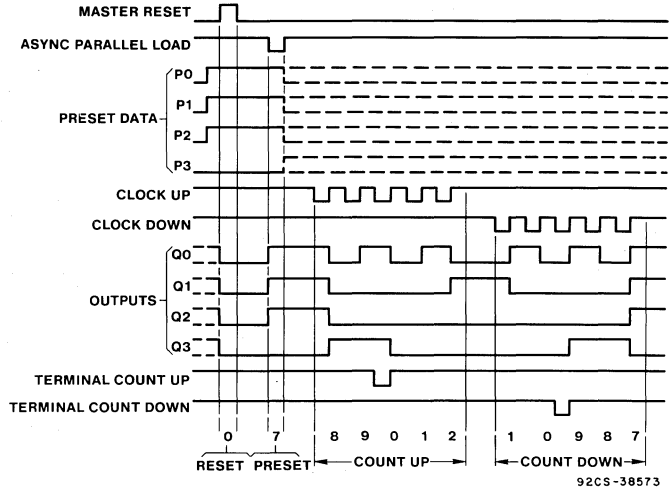 MASTER RESET
ASYNC PARALLEL LOAD
P0
P1
PRESET DATA
P2
P3
CLOCK UP
CLOCK DOWN
Q0
Q1
OUTPUTS
Q2
Q3
TERMINAL COUNT UP
TERMINAL COUNT DOWN
0 7 8 9 0 1 2 1 0 9 8 7
RESET PRESET COUNT UP COUNT DOWN
92CS-38573